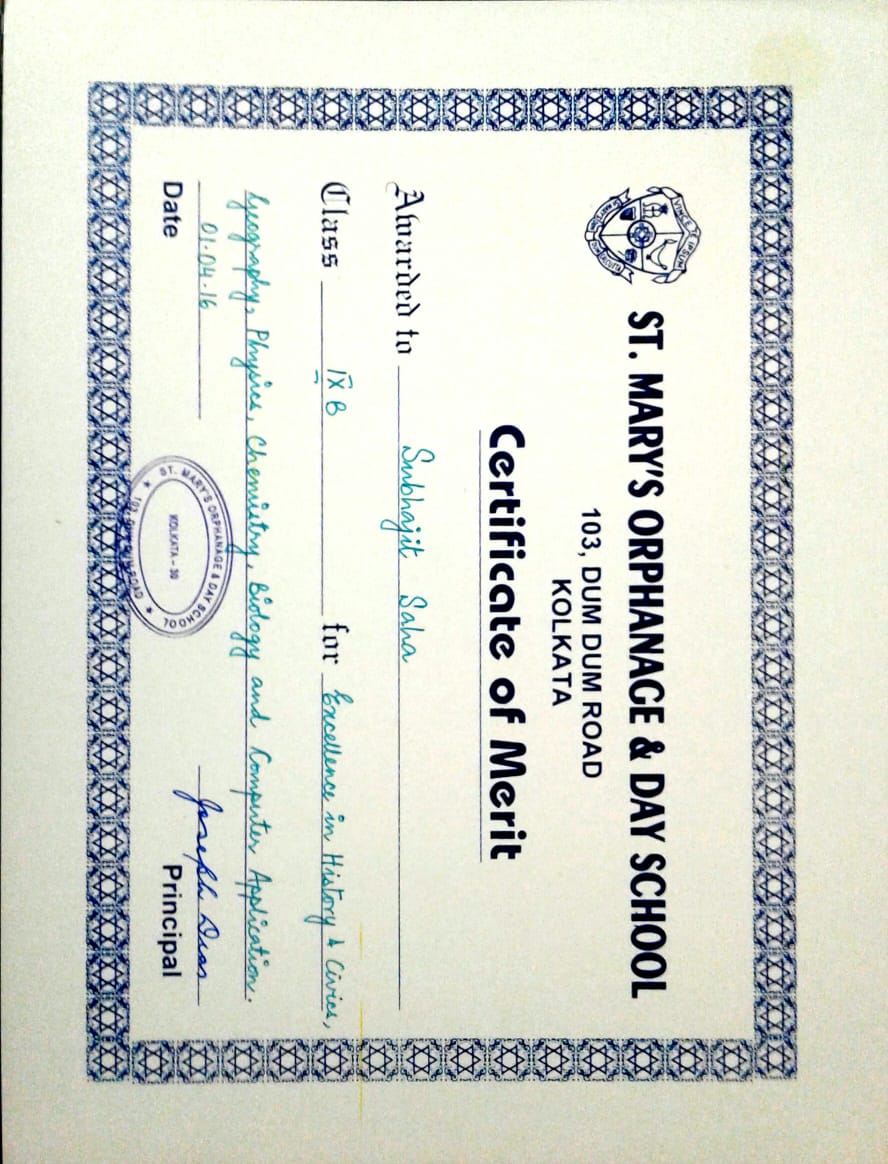 VINCE TE IPSUM
ST. MARY'S ORPHANAGE & DAY SCHOOL
103, DUM DUM ROAD
KOLKATA
Certificate of Merit
Awarded to Subhajit Saha
Class IX B for Excellence in History & Civics,
Geography, Physics, Chemistry, Biology and Computer Application.
01-04-16 Joseph Dias
Date Principal
ST. MARY'S ORPHANAGE & DAY SCHOOL
KOLKATA - 30
103, DUM DUM ROAD